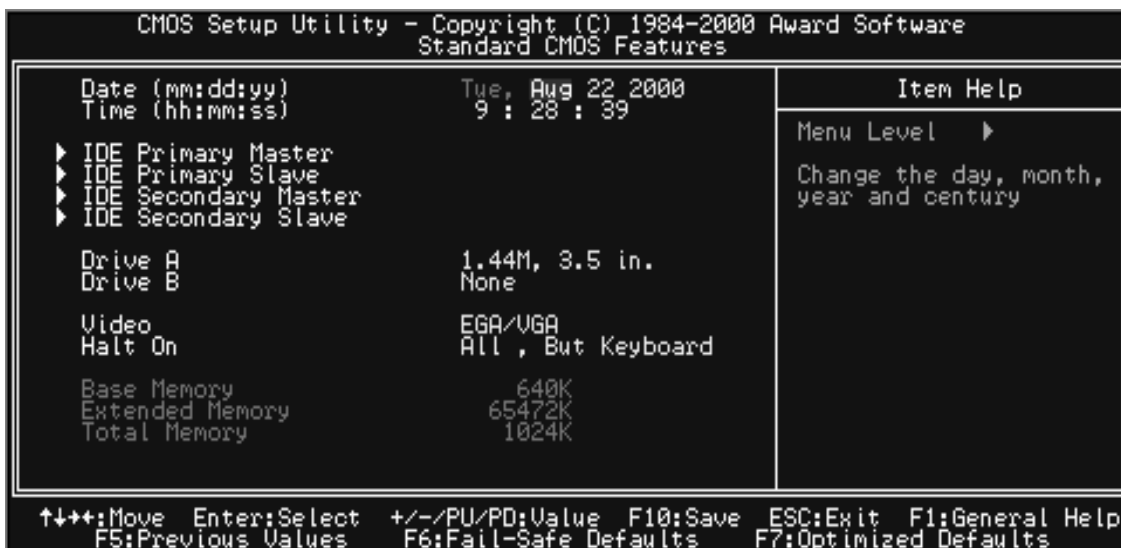 CMOS Setup Utility - Copyright (C) 1984-2000 Award Software
Standard CMOS Features
Date (mm:dd:yy) Tue, Aug 22 2000
Time (hh:mm:ss) 9 : 28 : 39
IDE Primary Master
IDE Primary Slave
IDE Secondary Master
IDE Secondary Slave
Drive A 1.44M, 3.5 in.
Drive B None
Video EGA/VGA
Halt On All , But Keyboard
Base Memory 640K
Extended Memory 65472K
Total Memory 1024K
Item Help
Menu Level ▶
Change the day, month,
year and century
↑↓→←:Move Enter:Select +/-/PU/PD:Value F10:Save ESC:Exit F1:General Help
F5:Previous Values F6:Fail-Safe Defaults F7:Optimized Defaults